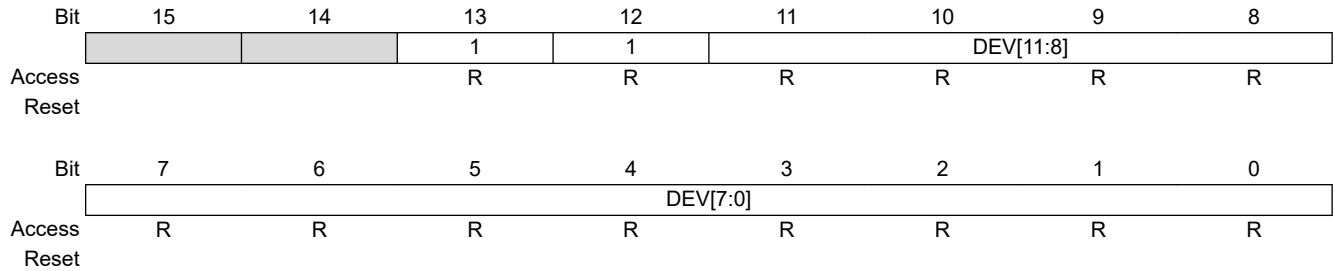 Bit 15 14 13 12 11 10 9 8
1 1 DEV[11:8]
Access R R R R R R
Reset
Bit 7 6 5 4 3 2 1 0
DEV[7:0]
Access R R R R R R R R
Reset